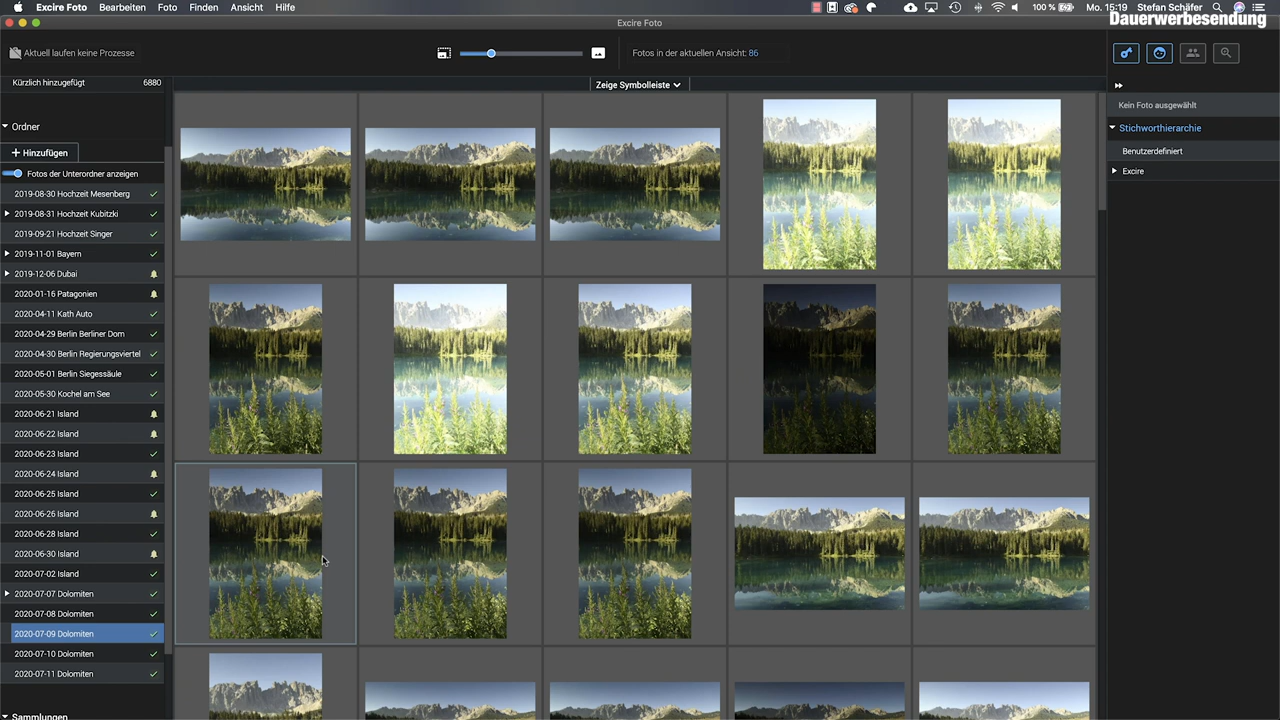 Excire Foto Bearbeiten Foto Finden Ansicht Hilfe 100 % Mo. 15:19 Stefan Schäfer
Dauerwerbesendung
Excire Foto
Aktuell laufen keine Prozesse
Fotos in der aktuellen Ansicht: 86
Kürzlich hinzugefügt 6880
Zeige Symbolleiste
Ordner
+ Hinzufügen
Fotos der Unterordner anzeigen
2019-08-30 Hochzeit Mesenberg
2019-08-31 Hochzeit Kubitzki
2019-09-21 Hochzeit Singer
2019-11-01 Bayern
2019-12-06 Dubai
2020-01-16 Patagonien
2020-04-11 Kath Auto
2020-04-29 Berlin Berliner Dom
2020-04-30 Berlin Regierungsviertel
2020-05-01 Berlin Siegessäule
2020-05-30 Kochel am See
2020-06-21 Island
2020-06-22 Island
2020-06-23 Island
2020-06-24 Island
2020-06-25 Island
2020-06-26 Island
2020-06-28 Island
2020-06-30 Island
2020-07-02 Island
2020-07-07 Dolomiten
2020-07-08 Dolomiten
2020-07-09 Dolomiten
2020-07-10 Dolomiten
2020-07-11 Dolomiten
Sammlungen
Kein Foto ausgewählt
Stichworthierarchie
Benutzerdefiniert
Excire